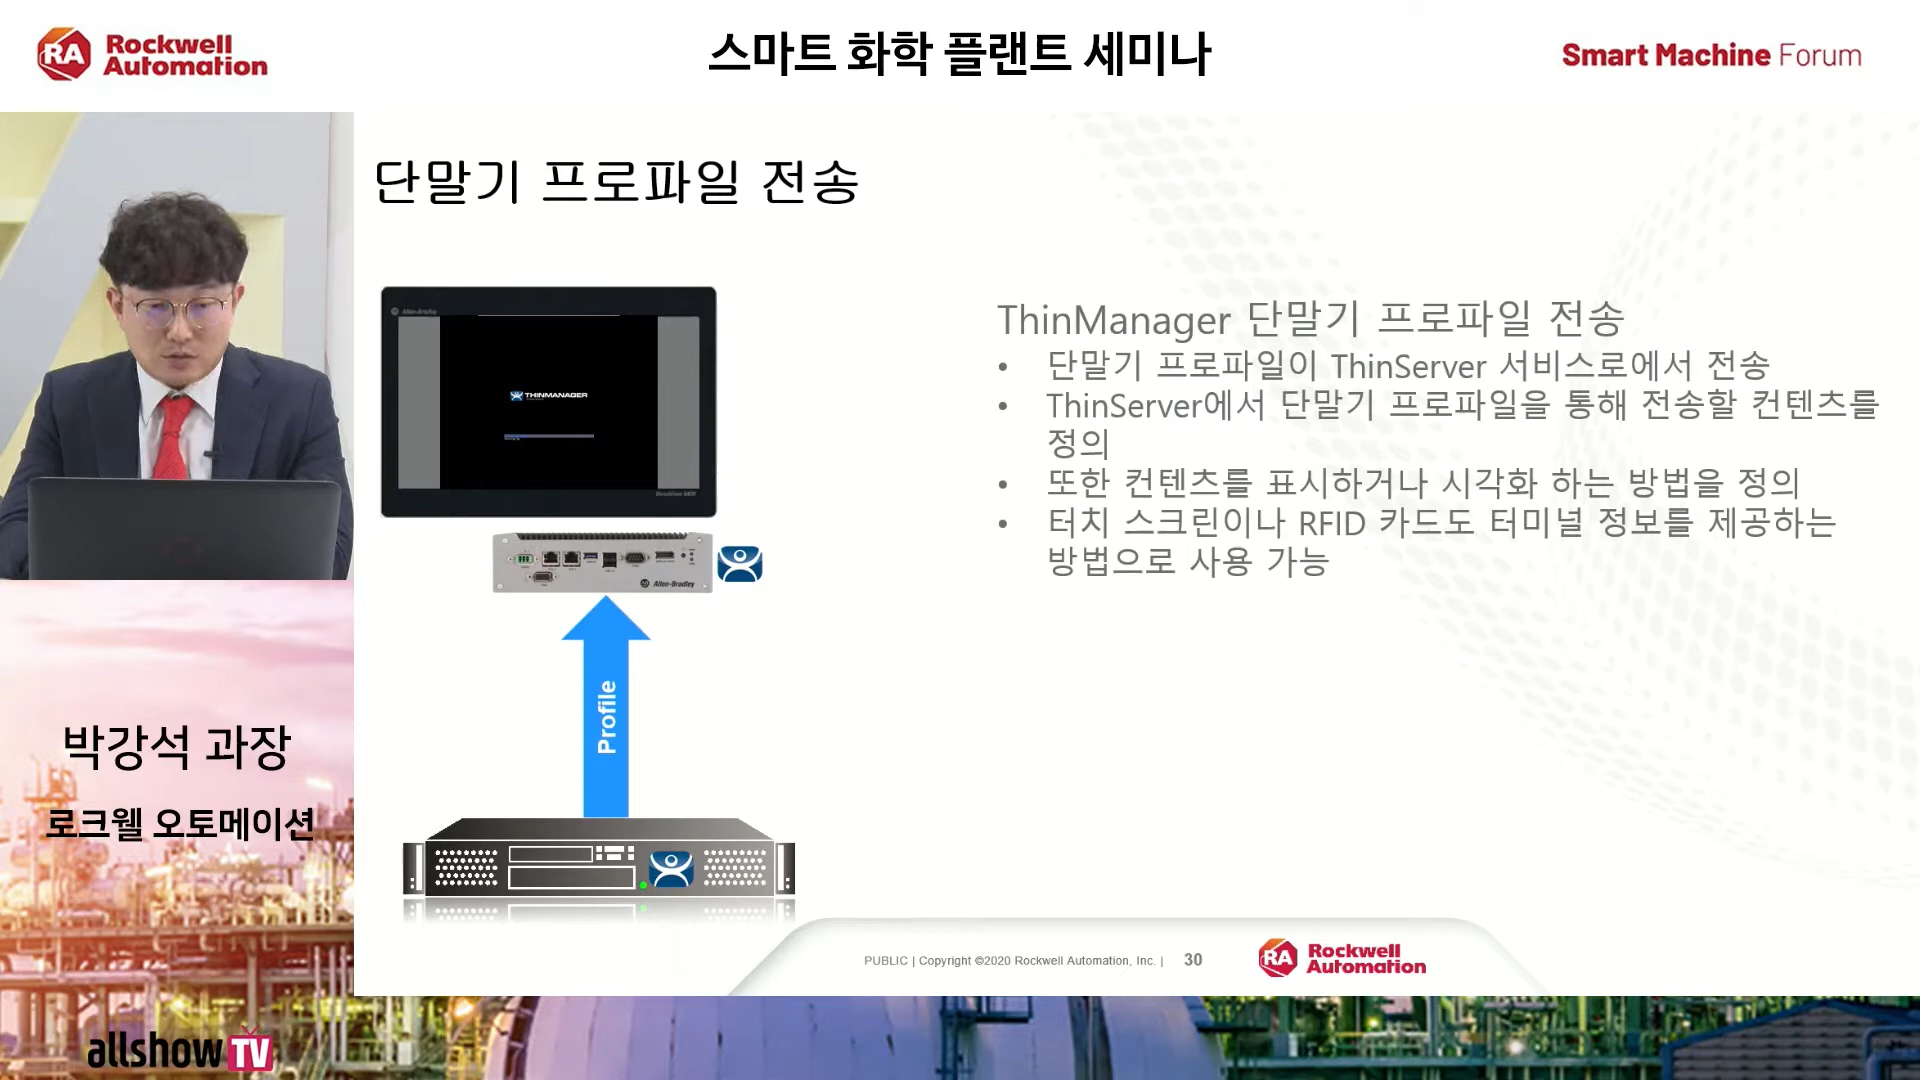 Rockwell
Automation
스마트 화학 플랜트 세미나
Smart Machine Forum
단말기 프로파일 전송
Allen-Bradley
THINMANAGER
ThinManager 단말기 프로파일 전송
• 단말기 프로파일이 ThinServer 서비스로에서 전송
• ThinServer에서 단말기 프로파일을 통해 전송할 컨텐츠를
정의
• 또한 컨텐츠를 표시하거나 시각화 하는 방법을 정의
• 터치 스크린이나 RFID 카드도 터미널 정보를 제공하는
방법으로 사용 가능
Allen-Bradley
Profile
박강석 과장
로크웰 오토메이션
PUBLIC | Copyright ©2020 Rockwell Automation, Inc. | 30
Rockwell
Automation
allshow TV